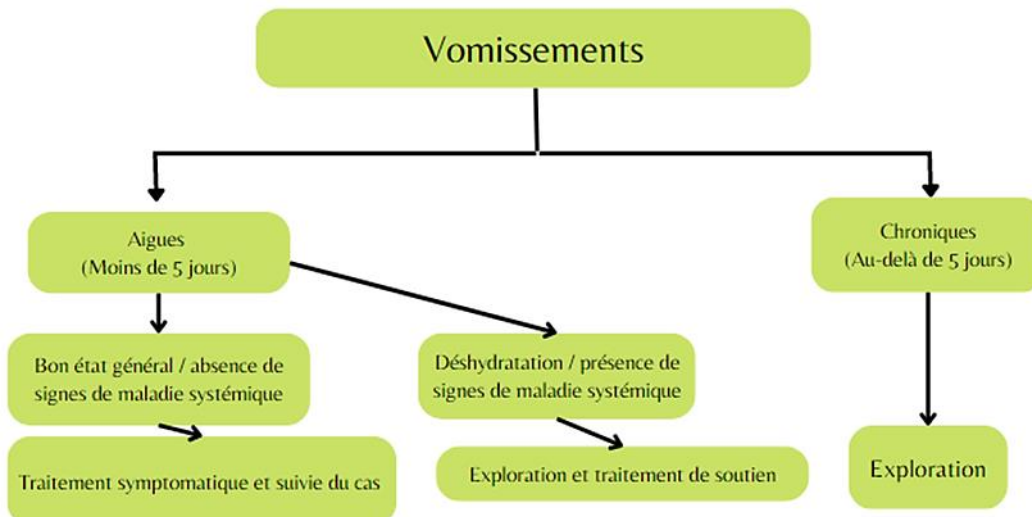 Vomissements
Aigues
(Moins de 5 jours)
Chroniques
(Au-delà de 5 jours)
Bon état général / absence de
signes de maladie systémique
Déshydratation / présence de
signes de maladie systémique
Traitement symptomatique et suivie du cas
Exploration et traitement de soutien
Exploration